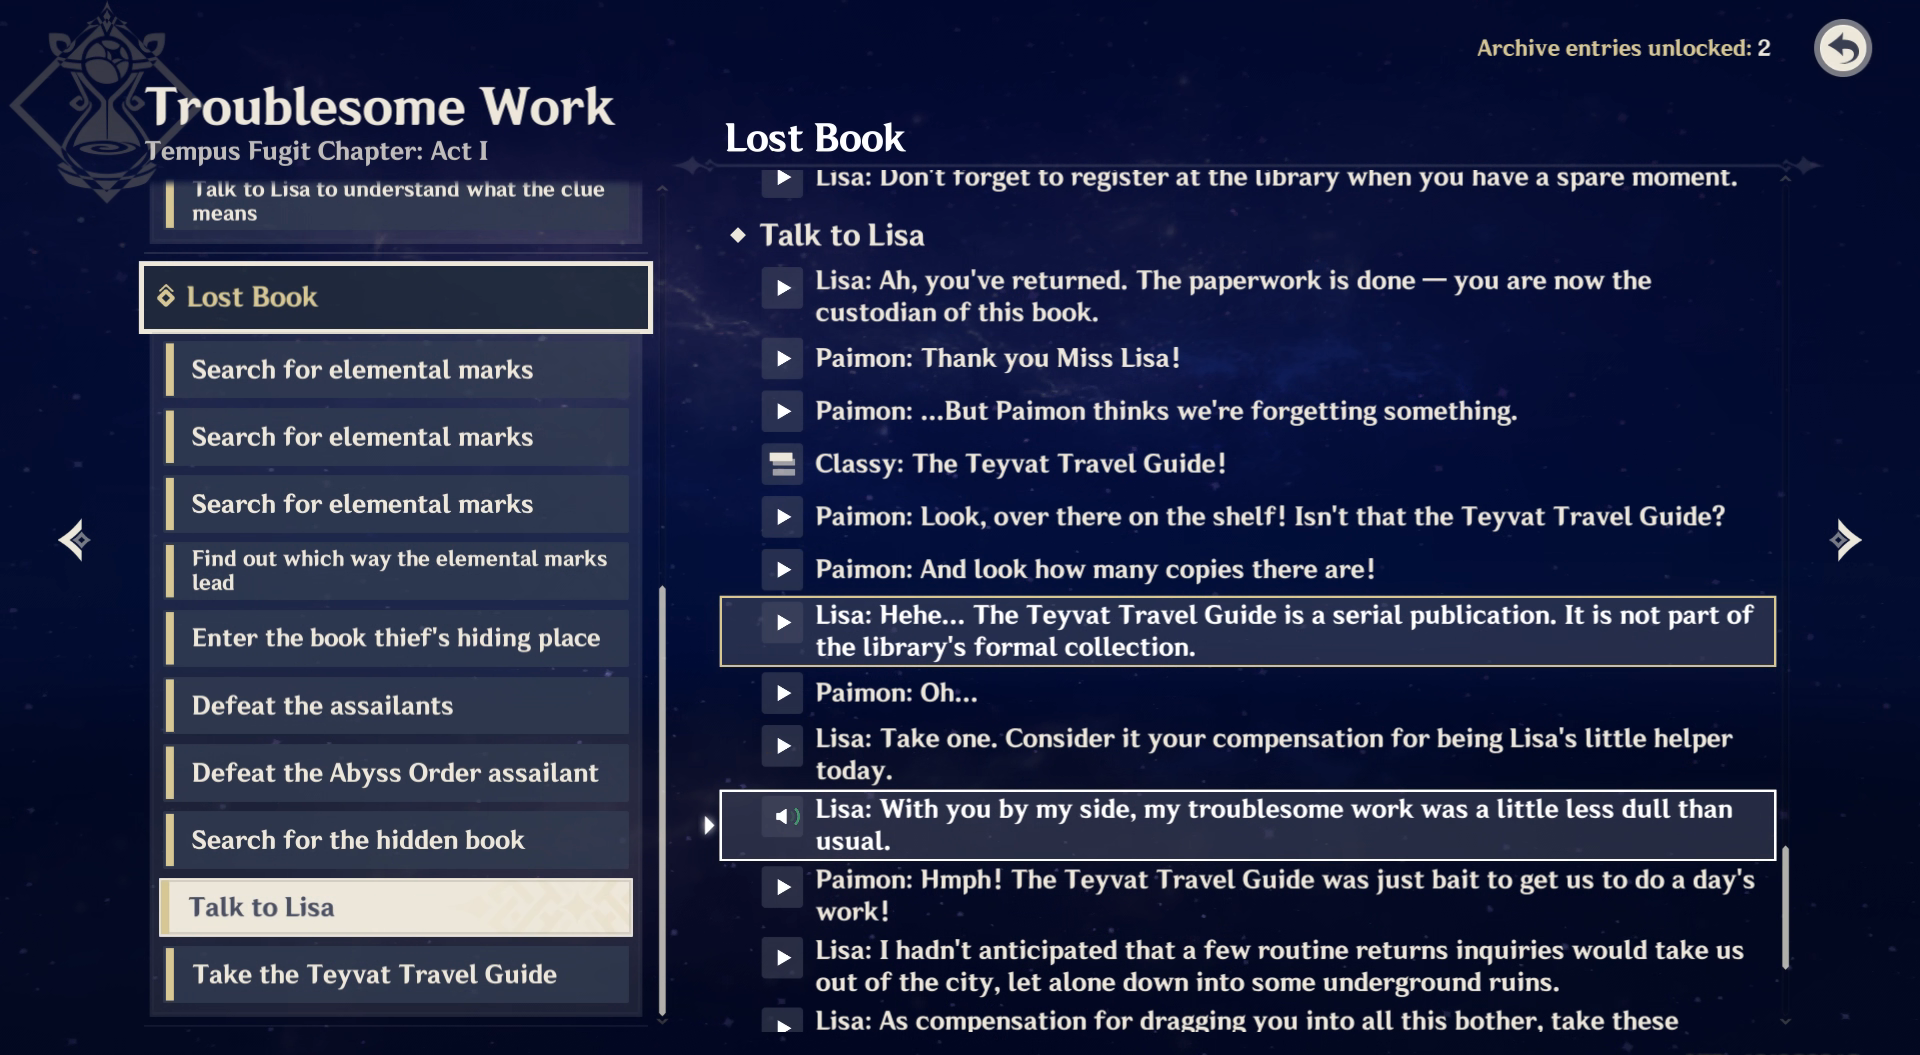 Archive entries unlocked: 2
Troublesome Work
Tempus Fugit Chapter: Act I
Talk to Lisa to understand what the clue
means
Lost Book
Search for elemental marks
Search for elemental marks
Search for elemental marks
Find out which way the elemental marks
lead
Enter the book thief's hiding place
Defeat the assailants
Defeat the Abyss Order assailant
Search for the hidden book
Talk to Lisa
Take the Teyvat Travel Guide
Lost Book
Lisa: Don't forget to register at the library when you have a spare moment.
Talk to Lisa
Lisa: Ah, you've returned. The paperwork is done — you are now the
custodian of this book.
Paimon: Thank you Miss Lisa!
Paimon: ...But Paimon thinks we're forgetting something.
Classy: The Teyvat Travel Guide!
Paimon: Look, over there on the shelf! Isn't that the Teyvat Travel Guide?
Paimon: And look how many copies there are!
Lisa: Hehe... The Teyvat Travel Guide is a serial publication. It is not part of
the library's formal collection.
Paimon: Oh...
Lisa: Take one. Consider it your compensation for being Lisa's little helper
today.
Lisa: With you by my side, my troublesome work was a little less dull than
usual.
Paimon: Hmph! The Teyvat Travel Guide was just bait to get us to do a day's
work!
Lisa: I hadn't anticipated that a few routine returns inquiries would take us
out of the city, let alone down into some underground ruins.
Lisa: As compensation for dragging you into all this bother, take these